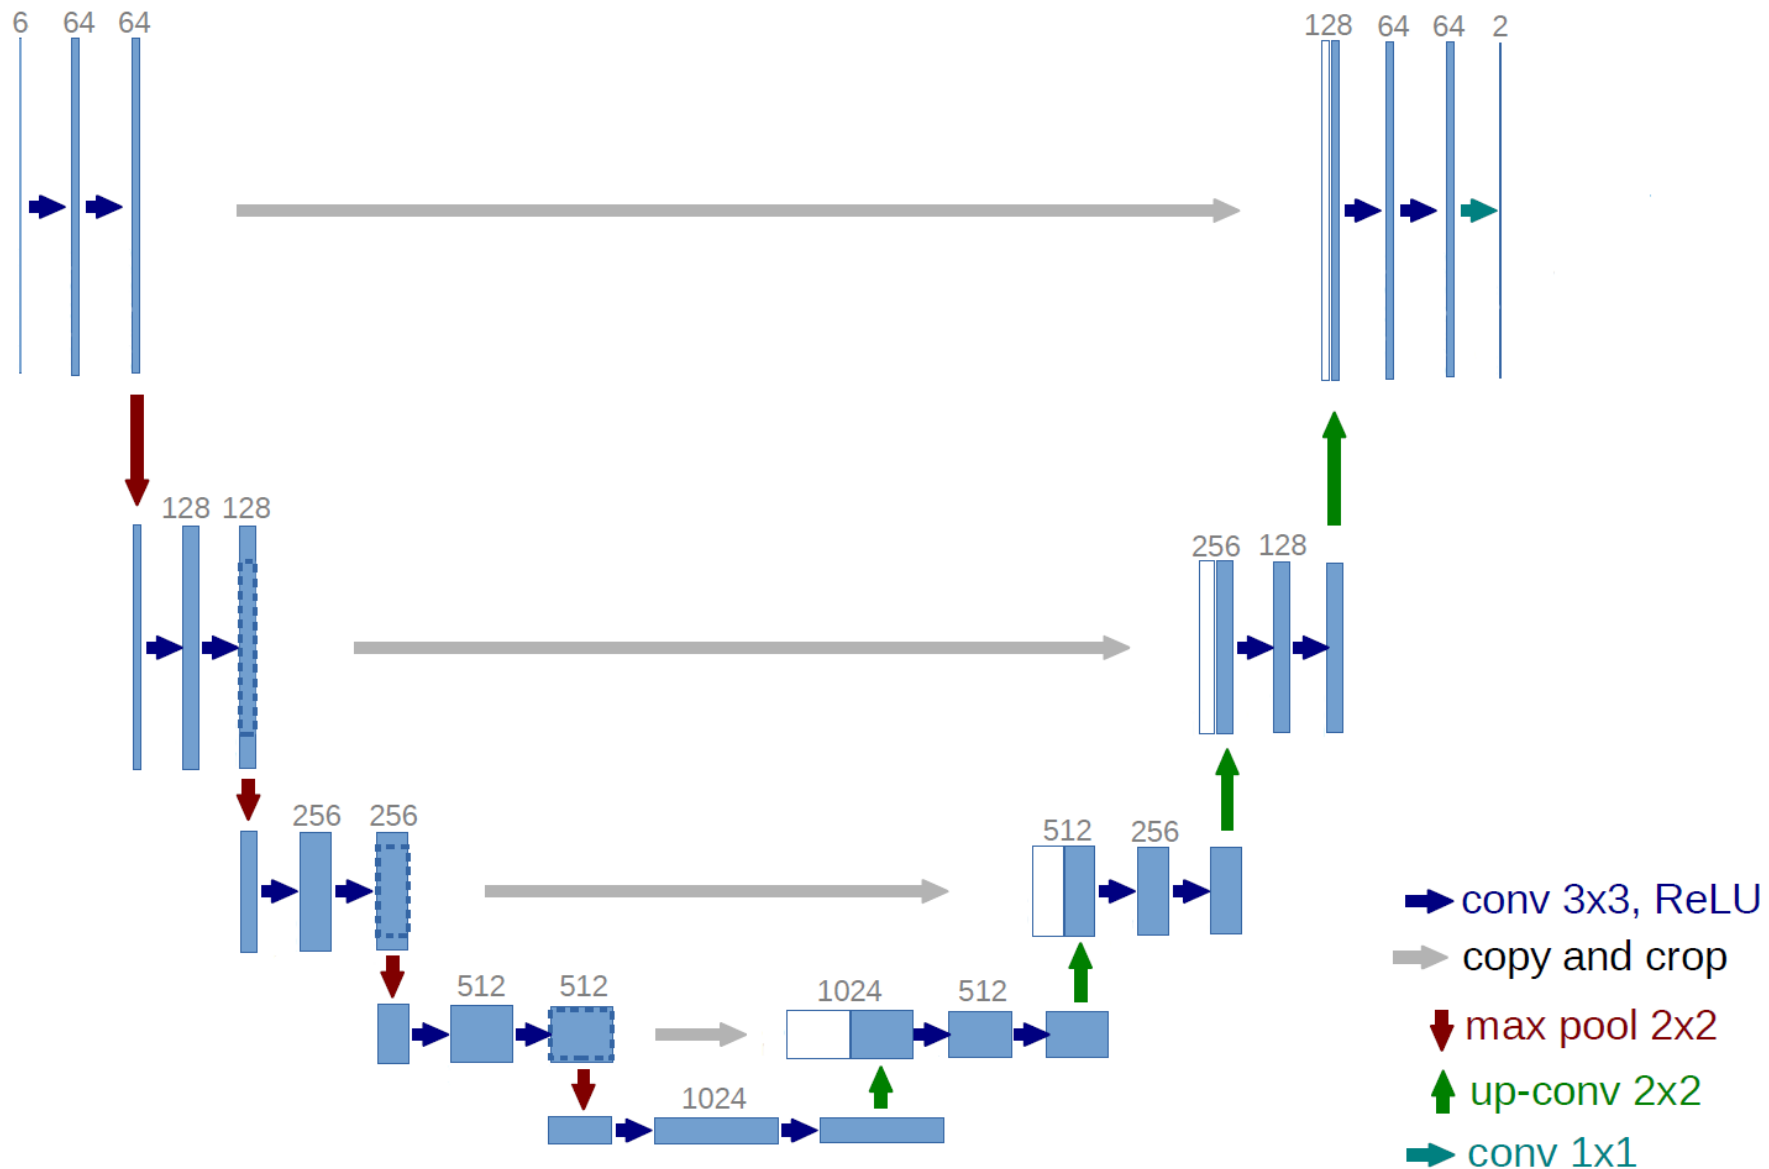 6 64 64
128 64 64 2
128 128
256 128
256 256
512 256
512 512
1024 512
1024
conv 3x3, ReLU
copy and crop
max pool 2x2
up-conv 2x2
conv 1x1